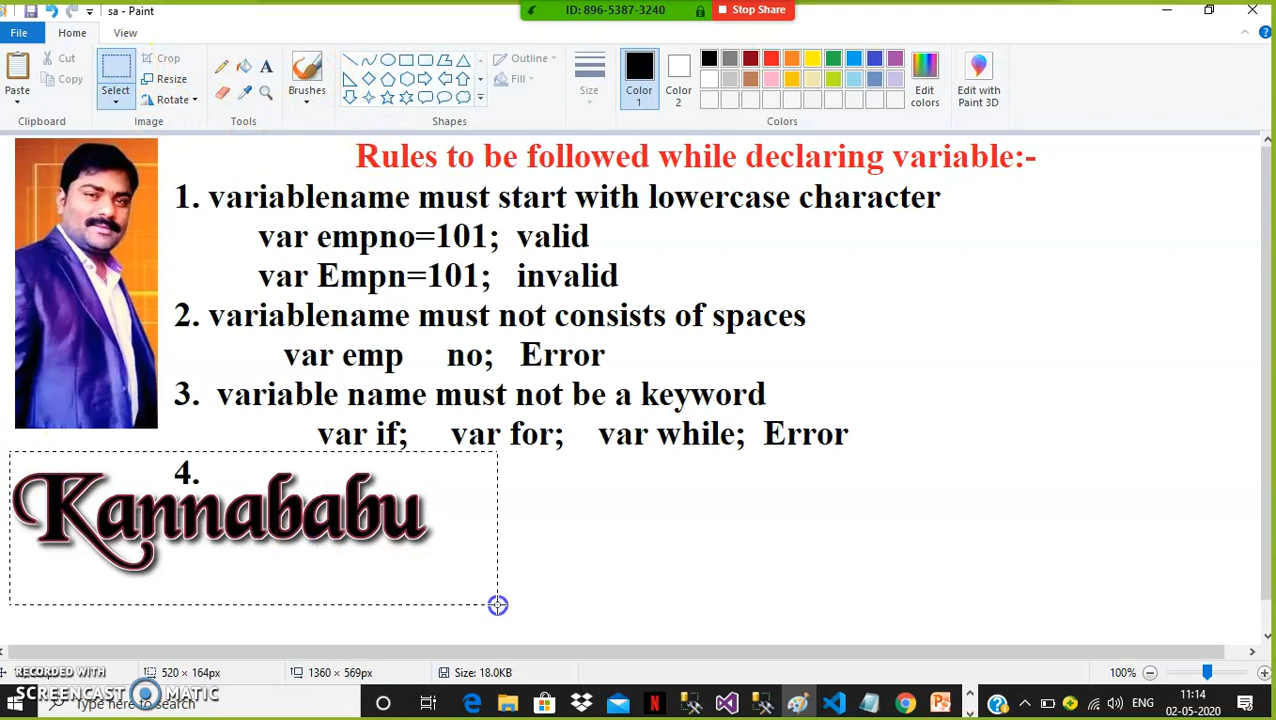 sa - Paint
ID: 896-5387-3240
Stop Share
File
Home
View
Paste
Cut
Copy
Clipboard
Select
Crop
Resize
Rotate
Image
Tools
Brushes
Shapes
Outline
Fill
Size
Color 1
Color 2
Edit colors
Colors
Edit with Paint 3D
Rules to be followed while declaring variable:-
1. variablename must start with lowercase character
var empno=101; valid
var Empn=101; invalid
2. variablename must not consists of spaces
var emp no; Error
3. variable name must not be a keyword
var if; var for; var while; Error
4.
Kannababu
520 × 164px
1360 × 569px
Size: 18.0KB
100%
RECORDED WITH
SCREENCAST MATIC
Type here to search
ENG
11:14
02-05-2020